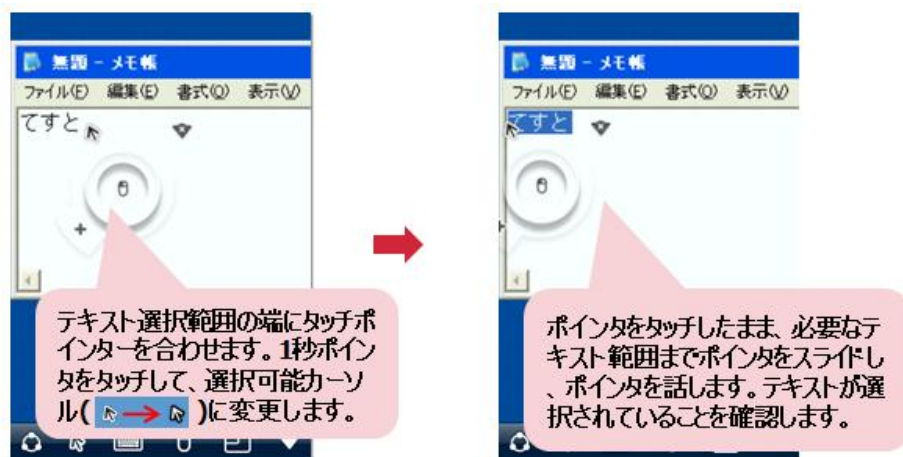 無題 - メモ帳
ファイル(F) 編集(E) 書式(O) 表示(V)
てすと
テキスト選択範囲の端にタッチポ
インターを合わせます。1秒ポイン
タをタッチして、選択可能カーソ
ル( → )に変更します。
無題 - メモ帳
ファイル(F) 編集(E) 書式(O) 表示(V)
てすと
ポインタをタッチしたまま、必要なテ
キスト範囲までポインタをスライドし
、ポインタを話します。テキストが選
択されていることを確認します。